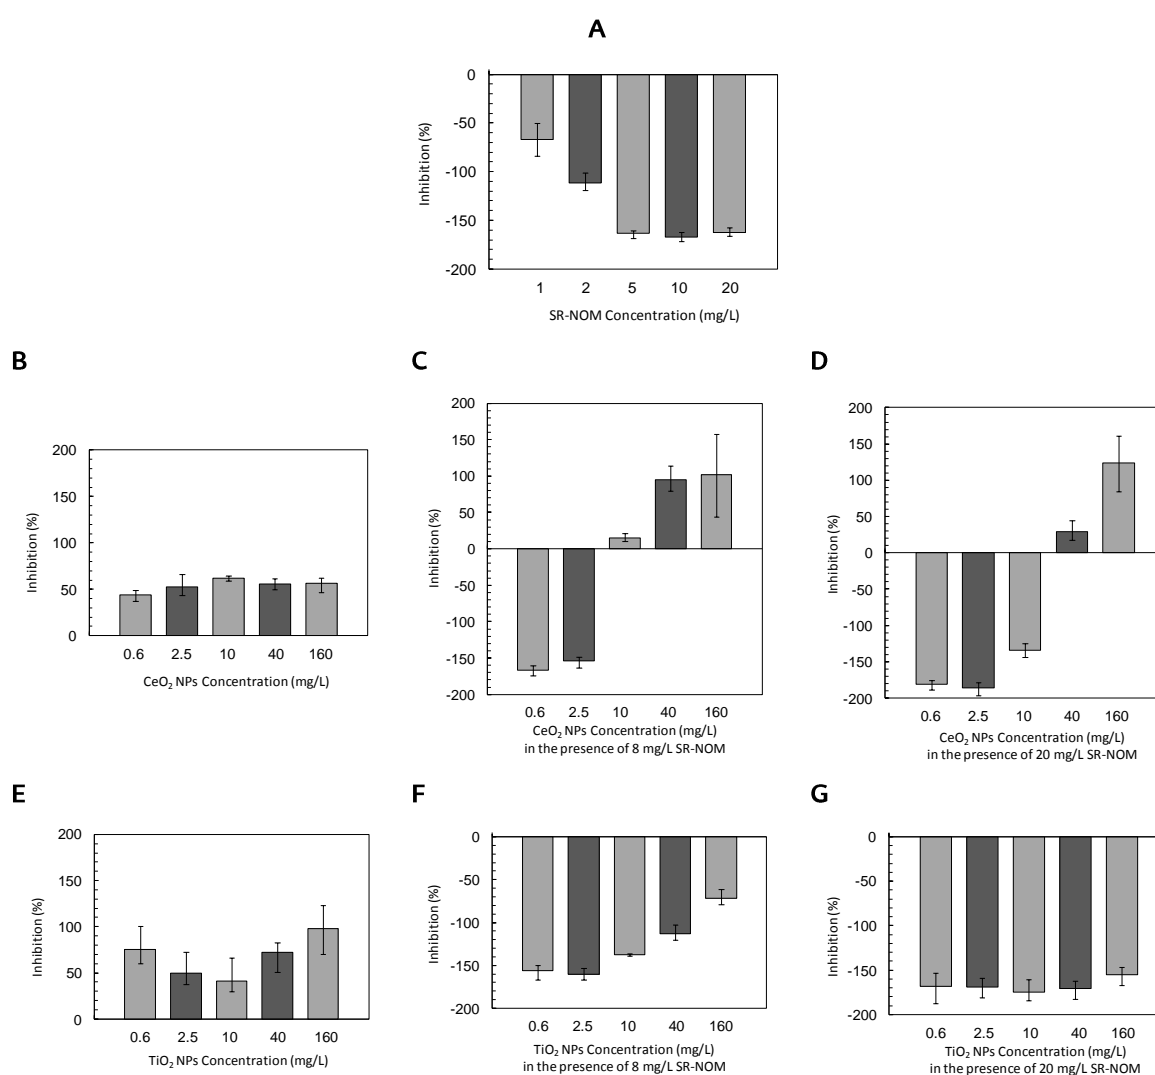 A
Inhibition (%)
0
-50
-100
-150
-200
1 2 5 10 20
SR-NOM Concentration (mg/L)
B
Inhibition (%)
200
150
100
50
0
0.6 2.5 10 40 160
CeO₂ NPs Concentration (mg/L)
C
Inhibition (%)
200
150
100
50
0
-50
-100
-150
-200
0.6 2.5 10 40 160
CeO₂ NPs Concentration (mg/L)
in the presence of 8 mg/L SR-NOM
D
Inhibition (%)
200
150
100
50
0
-50
-100
-150
-200
0.6 2.5 10 40 160
CeO₂ NPs Concentration (mg/L)
in the presence of 20 mg/L SR-NOM
E
Inhibition (%)
200
150
100
50
0
0.6 2.5 10 40 160
TiO₂ NPs Concentration (mg/L)
F
Inhibition (%)
0
-50
-100
-150
-200
0.6 2.5 10 40 160
TiO₂ NPs Concentration (mg/L)
in the presence of 8 mg/L SR-NOM
G
Inhibition (%)
0
-50
-100
-150
-200
0.6 2.5 10 40 160
TiO₂ NPs Concentration (mg/L)
in the presence of 20 mg/L SR-NOM